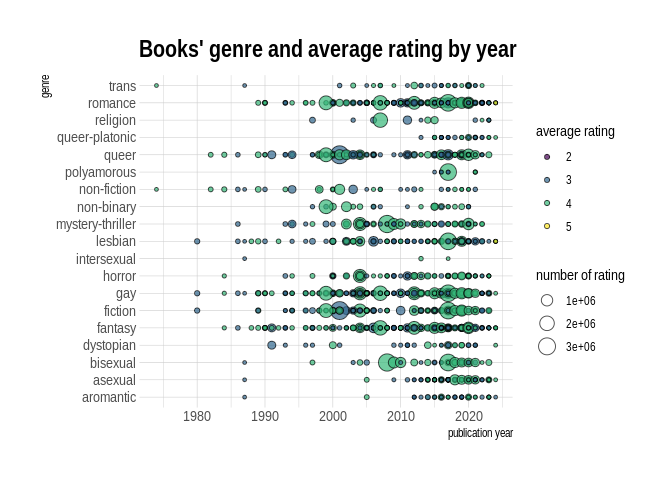 Books' genre and average rating by year
genre
trans
romance
religion
queer-platonic
queer
polyamorous
non-fiction
non-binary
mystery-thriller
lesbian
intersexual
horror
gay
fiction
fantasy
dystopian
bisexual
asexual
aromantic
1980 1990 2000 2010 2020
publication year
average rating
2
3
4
5
number of rating
1e+06
2e+06
3e+06